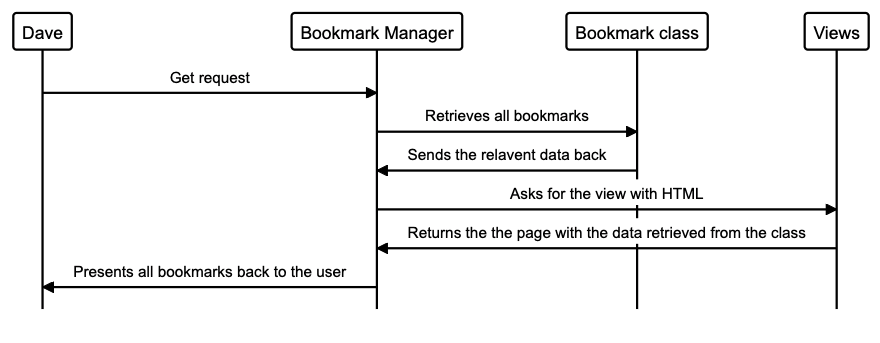 Dave
Bookmark Manager
Bookmark class
Views
Get request
Retrieves all bookmarks
Sends the relavent data back
Asks for the view with HTML
Returns the the page with the data retrieved from the class
Presents all bookmarks back to the user